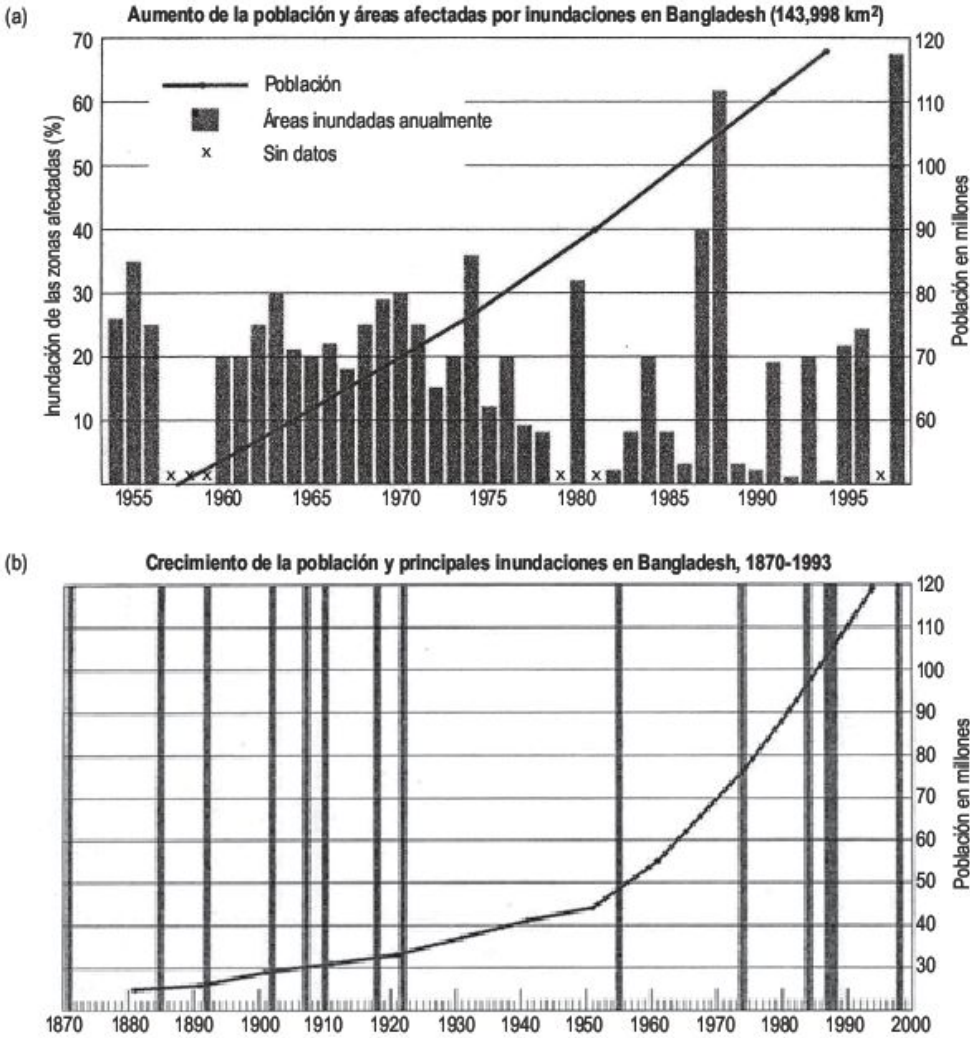 (a)
Aumento de la población y áreas afectadas por inundaciones en Bangladesh (143,998 km²)
70
60
50
40
30
20
10
Inundación de las zonas afectadas (%)
Población
Áreas inundadas anualmente
x Sin datos
x x x x x x
120
110
100
90
80
70
60
Población en millones
1955 1960 1965 1970 1975 1980 1985 1990 1995
(b)
Crecimiento de la población y principales inundaciones en Bangladesh, 1870-1993
120
110
100
90
80
70
60
50
40
30
Población en millones
1870 1880 1890 1900 1910 1920 1930 1940 1950 1960 1970 1980 1990 2000